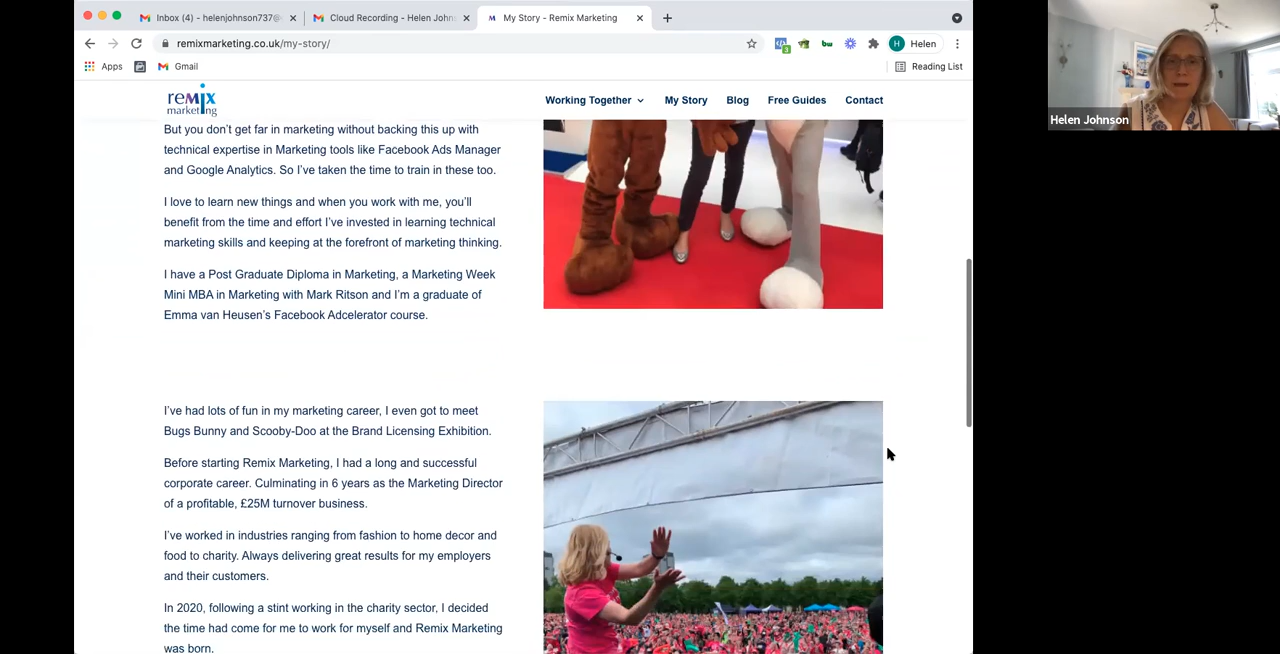 Inbox (4) - helenjohnson737@
Cloud Recording - Helen John
My Story - Remix Marketing
remixmarketing.co.uk/my-story/
3
H Helen
Apps
Gmail
Reading List
Helen Johnson
remix
marketing
Working Together
My Story
Blog
Free Guides
Contact
But you don't get far in marketing without backing this up with
technical expertise in Marketing tools like Facebook Ads Manager
and Google Analytics. So I've taken the time to train in these too.
I love to learn new things and when you work with me, you'll
benefit from the time and effort I've invested in learning technical
marketing skills and keeping at the forefront of marketing thinking.
I have a Post Graduate Diploma in Marketing, a Marketing Week
Mini MBA in Marketing with Mark Ritson and I'm a graduate of
Emma van Heusen's Facebook Adcelerator course.
I've had lots of fun in my marketing career, I even got to meet
Bugs Bunny and Scooby-Doo at the Brand Licensing Exhibition.
Before starting Remix Marketing, I had a long and successful
corporate career. Culminating in 6 years as the Marketing Director
of a profitable, £25M turnover business.
I've worked in industries ranging from fashion to home decor and
food to charity. Always delivering great results for my employers
and their customers.
In 2020, following a stint working in the charity sector, I decided
the time had come for me to work for myself and Remix Marketing
was born.